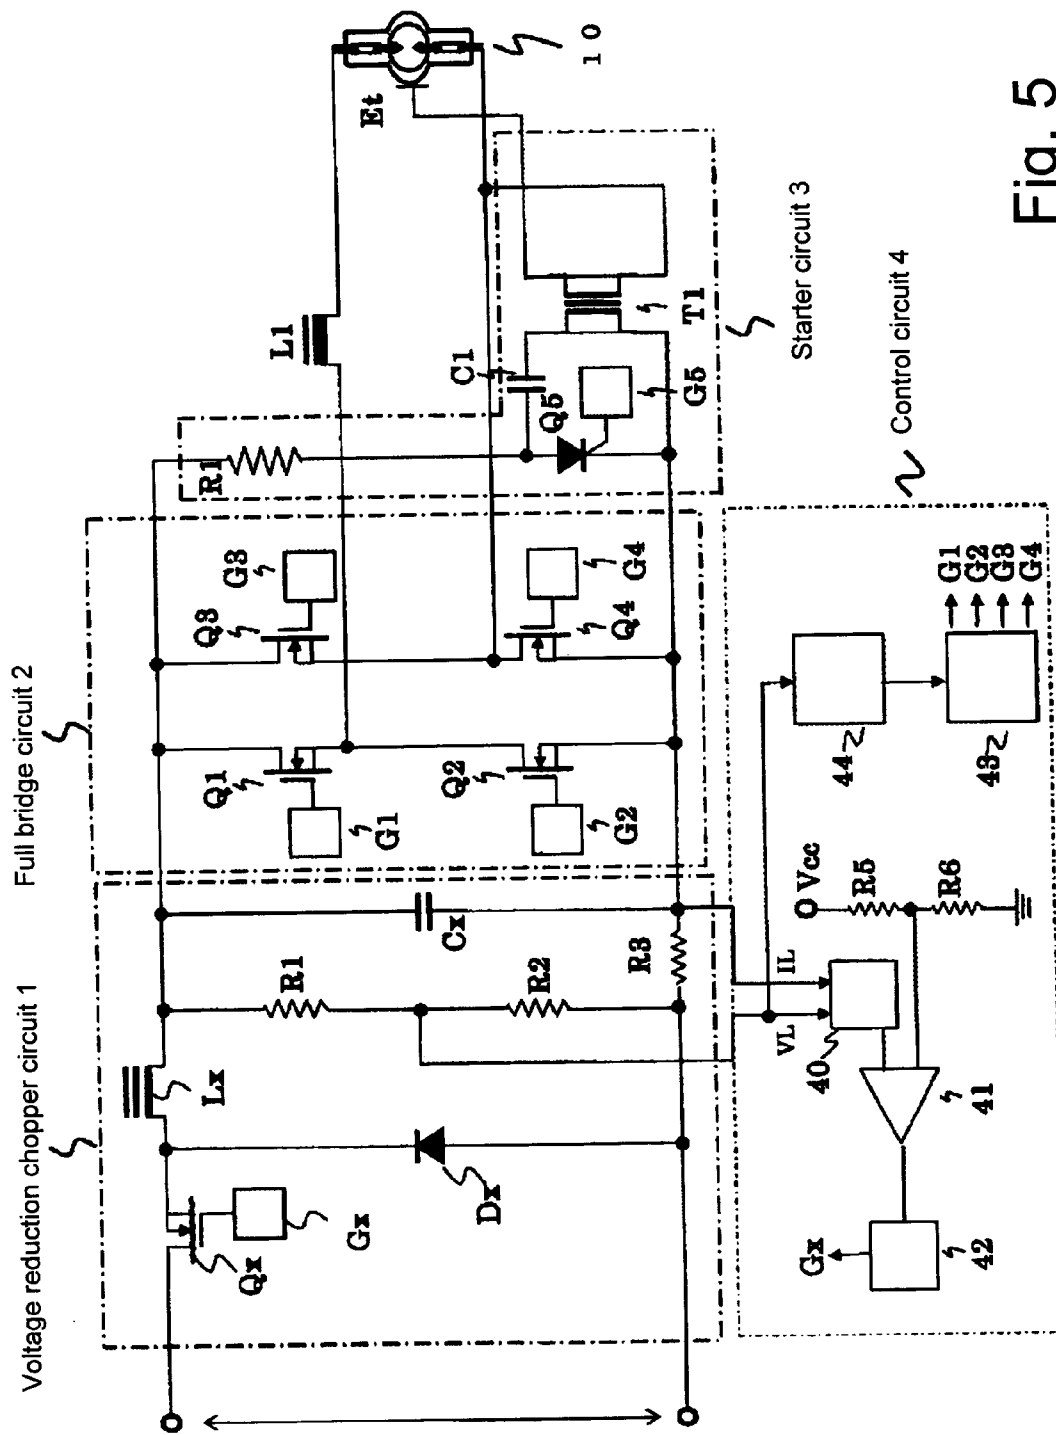 Voltage reduction chopper circuit 1
Full bridge circuit 2
Starter circuit 3
Control circuit 4
Qx
Gx
Lx
Dx
R1
R2
Cx
R3
Q1
G1
Q2
G2
Q3
G3
Q4
G4
R1
L1
C1
Q5
G5
T1
Et
10
VL
IL
Vcc
R5
R6
40
41
42
Gx
44
43
G1
G2
G3
G4
Fig. 5